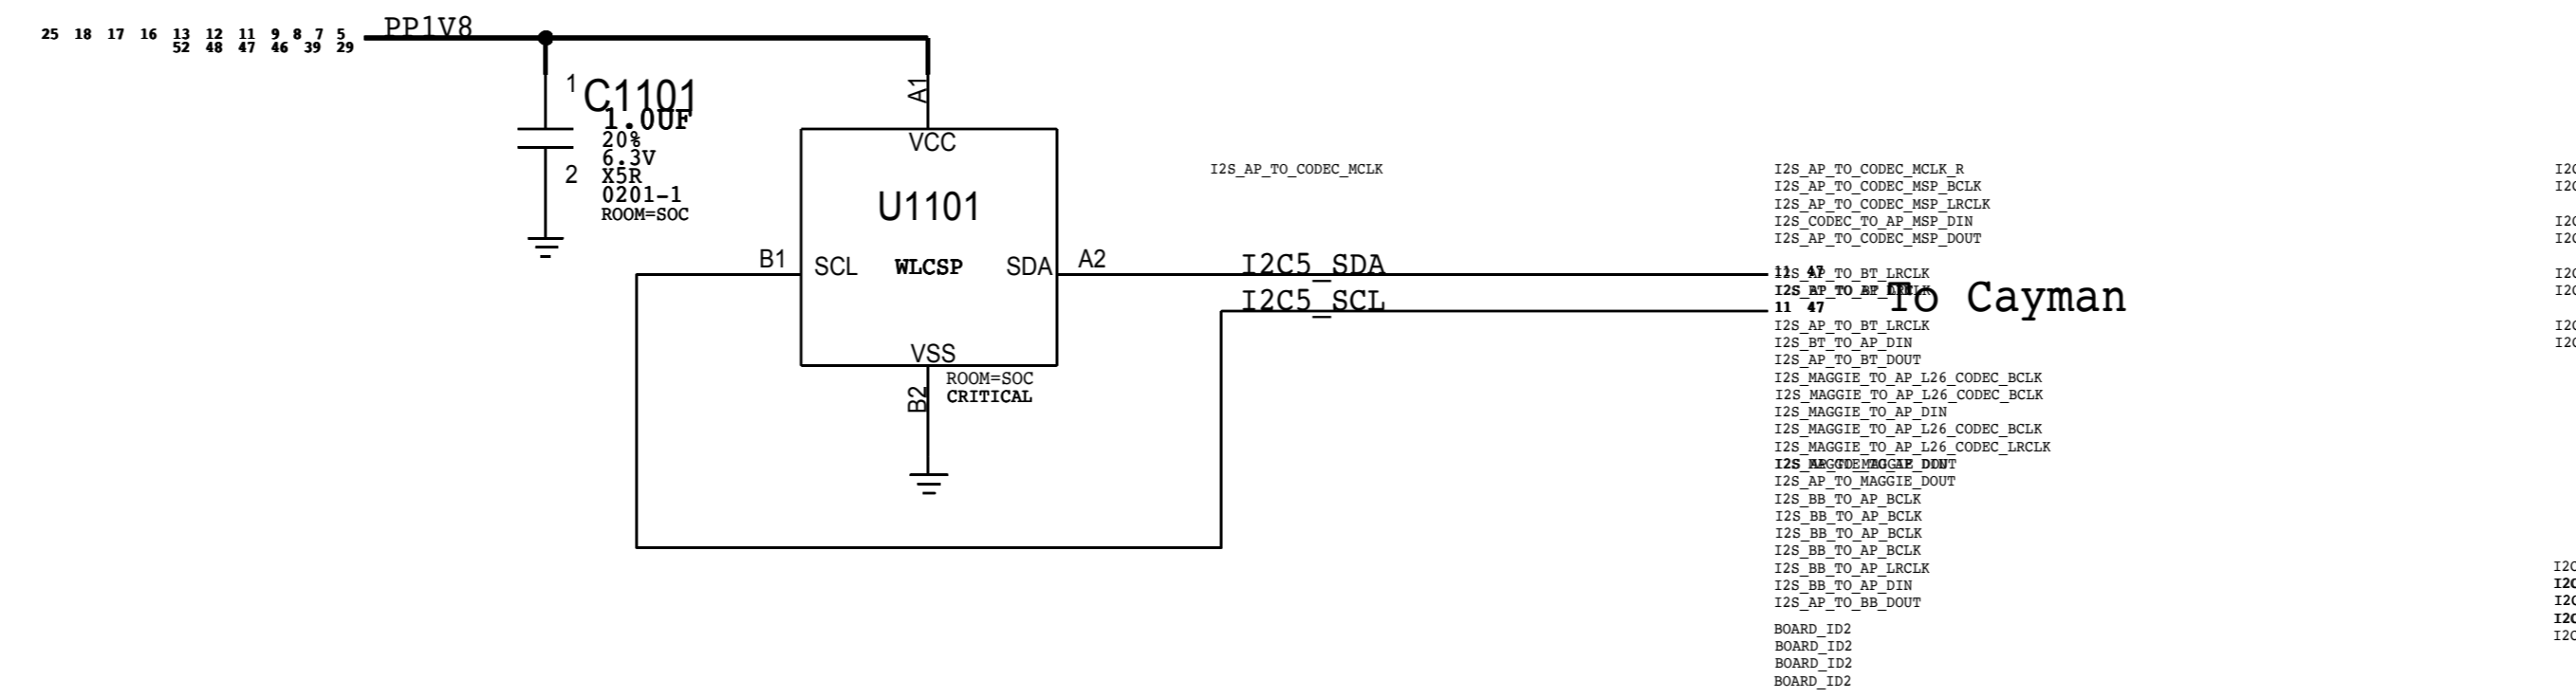 PP1V8
25 18 17 16 13 12 11 9 8 7 5
52 48 47 46 39 29
1
C1101
1.0UF
20%
6.3V
2
X5R
0201-1
ROOM=SOC
A1
VCC
U1101
B1
SCL
WLCSP
SDA
A2
VSS
B2
ROOM=SOC
CRITICAL
I2S_AP_TO_CODEC_MCLK
I2C5_SDA
I2C5_SCL
I2S_AP_TO_CODEC_MCLK_R
I2S_AP_TO_CODEC_MSP_BCLK
I2S_AP_TO_CODEC_MSP_LRCLK
I2S_CODEC_TO_AP_MSP_DIN
I2S_AP_TO_CODEC_MSP_DOUT
11 47
I2S_AP_TO_BT_LRCLK
11 47
To Cayman
I2S_AP_TO_BT_LRCLK
I2S_BT_TO_AP_DIN
I2S_AP_TO_BT_DOUT
I2S_MAGGIE_TO_AP_L26_CODEC_BCLK
I2S_MAGGIE_TO_AP_L26_CODEC_BCLK
I2S_MAGGIE_TO_AP_DIN
I2S_MAGGIE_TO_AP_L26_CODEC_BCLK
I2S_MAGGIE_TO_AP_L26_CODEC_LRCLK
I2S_AP_TO_MAGGIE_DOUT
I2S_BB_TO_AP_BCLK
I2S_BB_TO_AP_BCLK
I2S_BB_TO_AP_BCLK
I2S_BB_TO_AP_BCLK
I2S_BB_TO_AP_LRCLK
I2S_BB_TO_AP_DIN
I2S_AP_TO_BB_DOUT
BOARD_ID2
BOARD_ID2
BOARD_ID2
BOARD_ID2